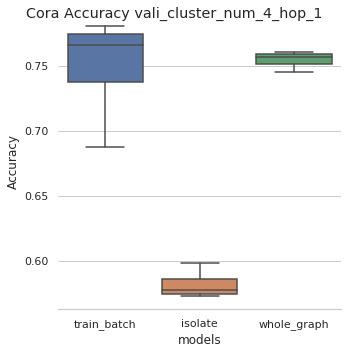 Cora Accuracy vali_cluster_num_4_hop_1
0.75
0.70
0.65
0.60
Accuracy
train_batch isolate whole_graph
models